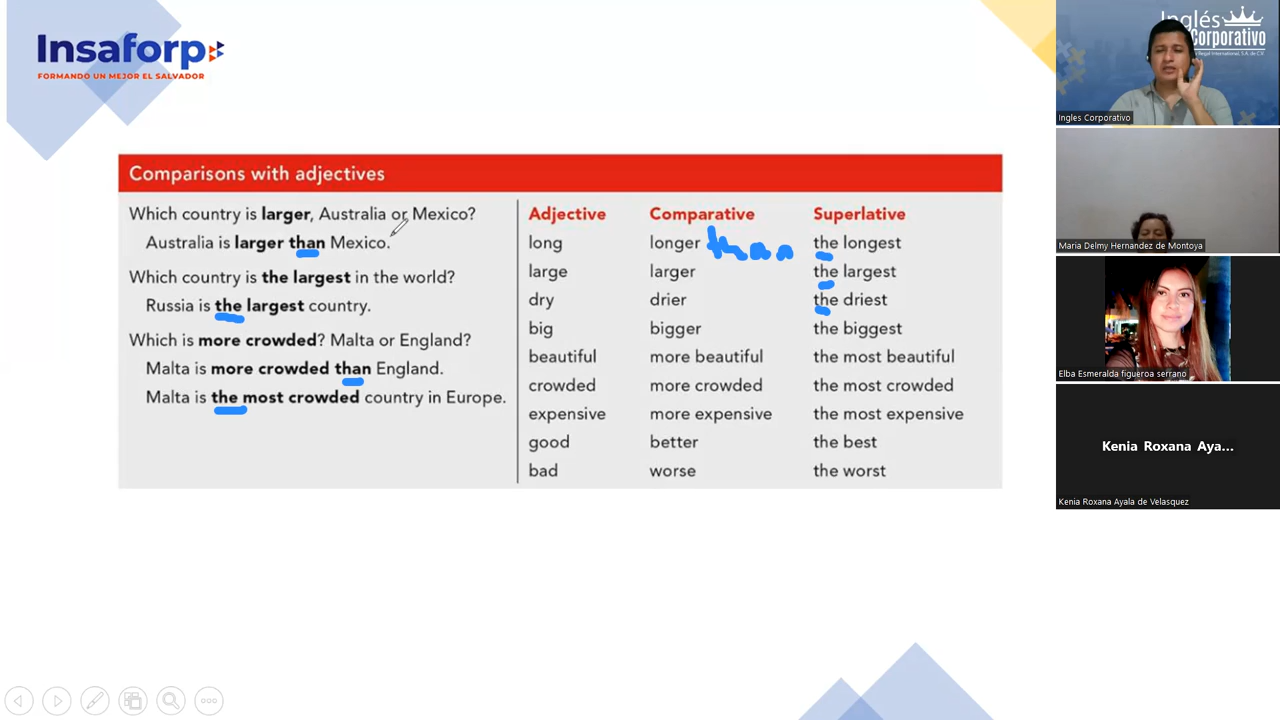 Insaforp
FORMANDO UN MEJOR EL SALVADOR
Comparisons with adjectives
Which country is larger, Australia or Mexico?
Australia is larger than Mexico.
Which country is the largest in the world?
Russia is the largest country.
Which is more crowded? Malta or England?
Malta is more crowded than England.
Malta is the most crowded country in Europe.
Adjective Comparative Superlative
long longer than the longest
large larger the largest
dry drier the driest
big bigger the biggest
beautiful more beautiful the most beautiful
crowded more crowded the most crowded
expensive more expensive the most expensive
good better the best
bad worse the worst
Inglés
Corporativo
Ingles Corporativo
Maria Delmy Hernandez de Montoya
Elba Esmeralda figueroa serrano
Kenia Roxana Aya...
Kenia Roxana Ayala de Velasquez